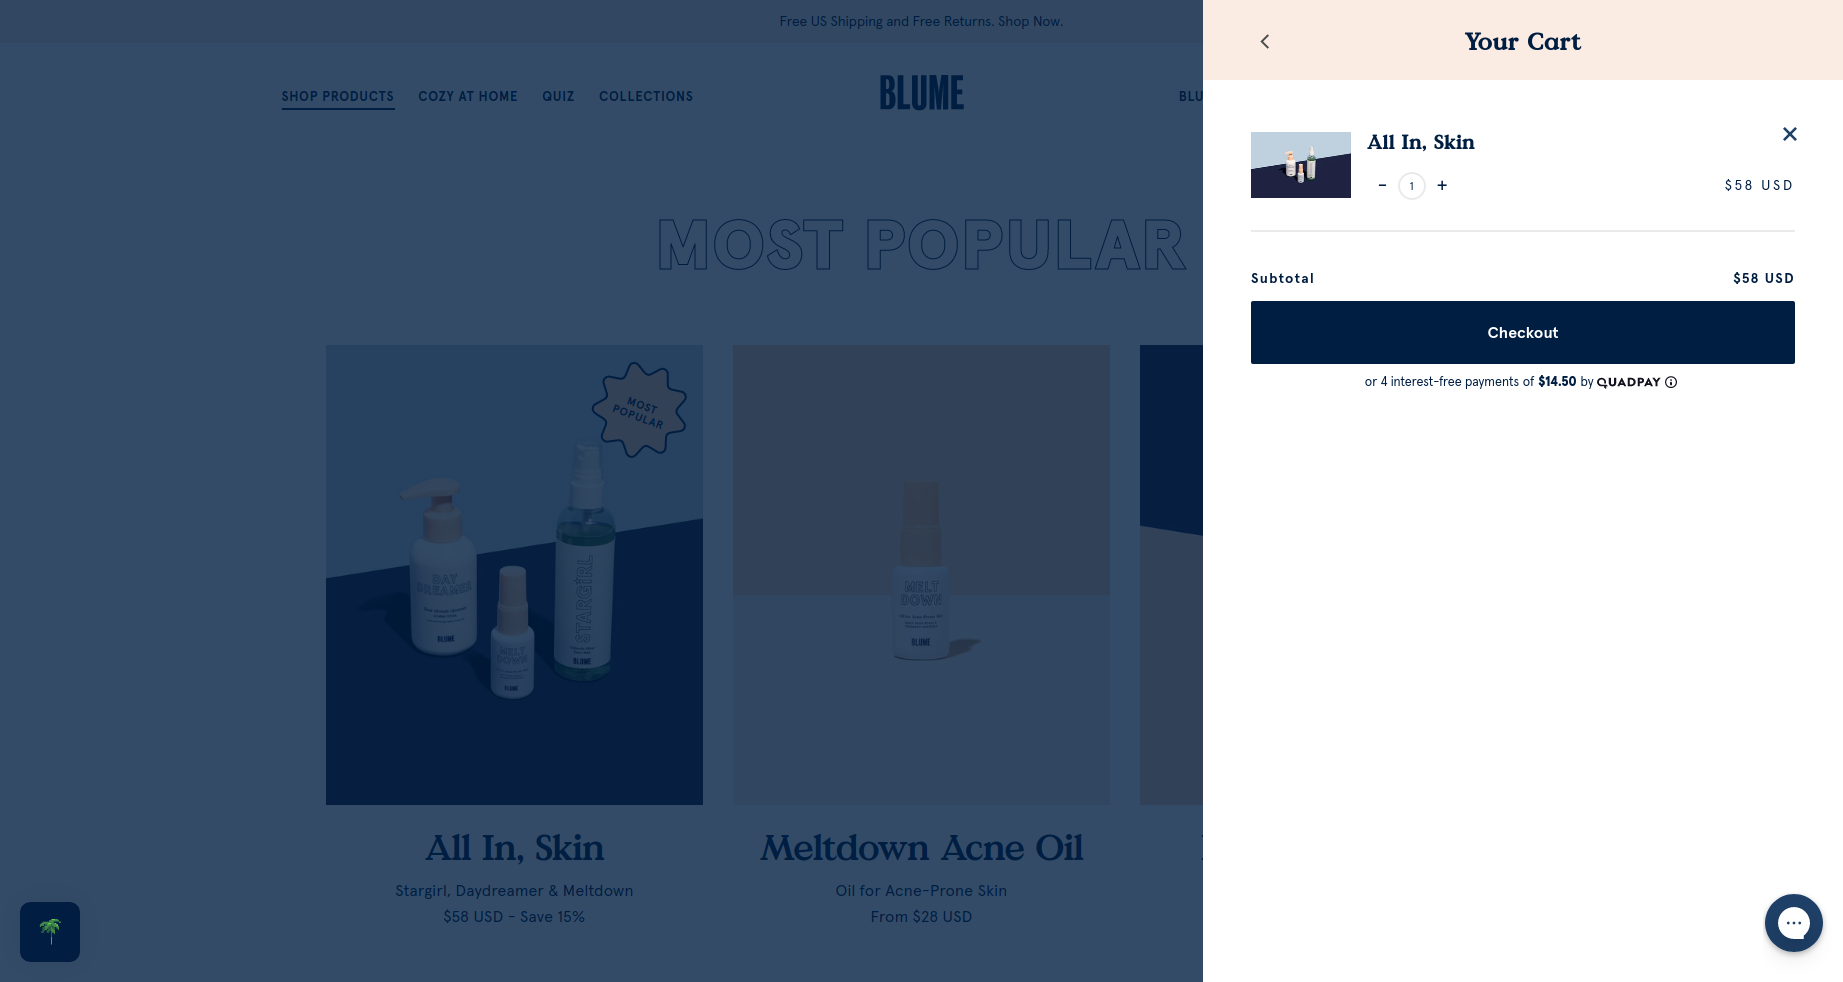 Free US Shipping and Free Returns. Shop Now.
SHOP PRODUCTS COZY AT HOME QUIZ COLLECTIONS
BLUME
MOST POPULAR
MOST
POPULAR
DAY
DREAMER
BLUME
MELT
DOWN
BLUME
STARGIRL
BLUME
MELT
DOWN
BLUME
All In, Skin
Stargirl, Daydreamer & Meltdown
$58 USD - Save 15%
Meltdown Acne Oil
Oil for Acne-Prone Skin
From $28 USD
Your Cart
All In, Skin
- 1 + $58 USD
Subtotal $58 USD
Checkout
or 4 interest-free payments of $14.50 by QUADPAY